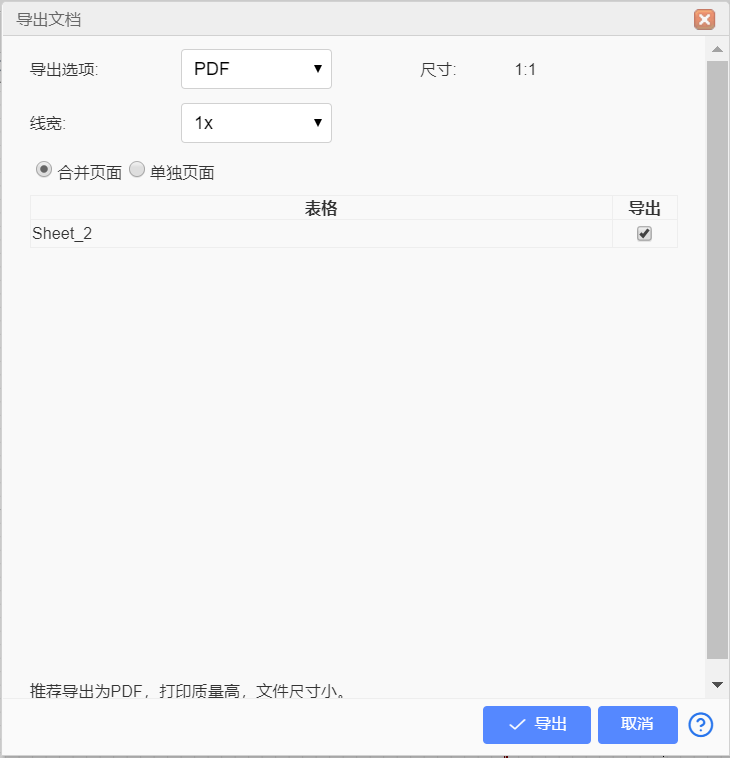 导出文档
导出选项: PDF 尺寸: 1:1
线宽: 1x
合并页面 单独页面
表格 导出
Sheet_2
推荐导出为PDF，打印质量高，文件尺寸小。
导出 取消 ?